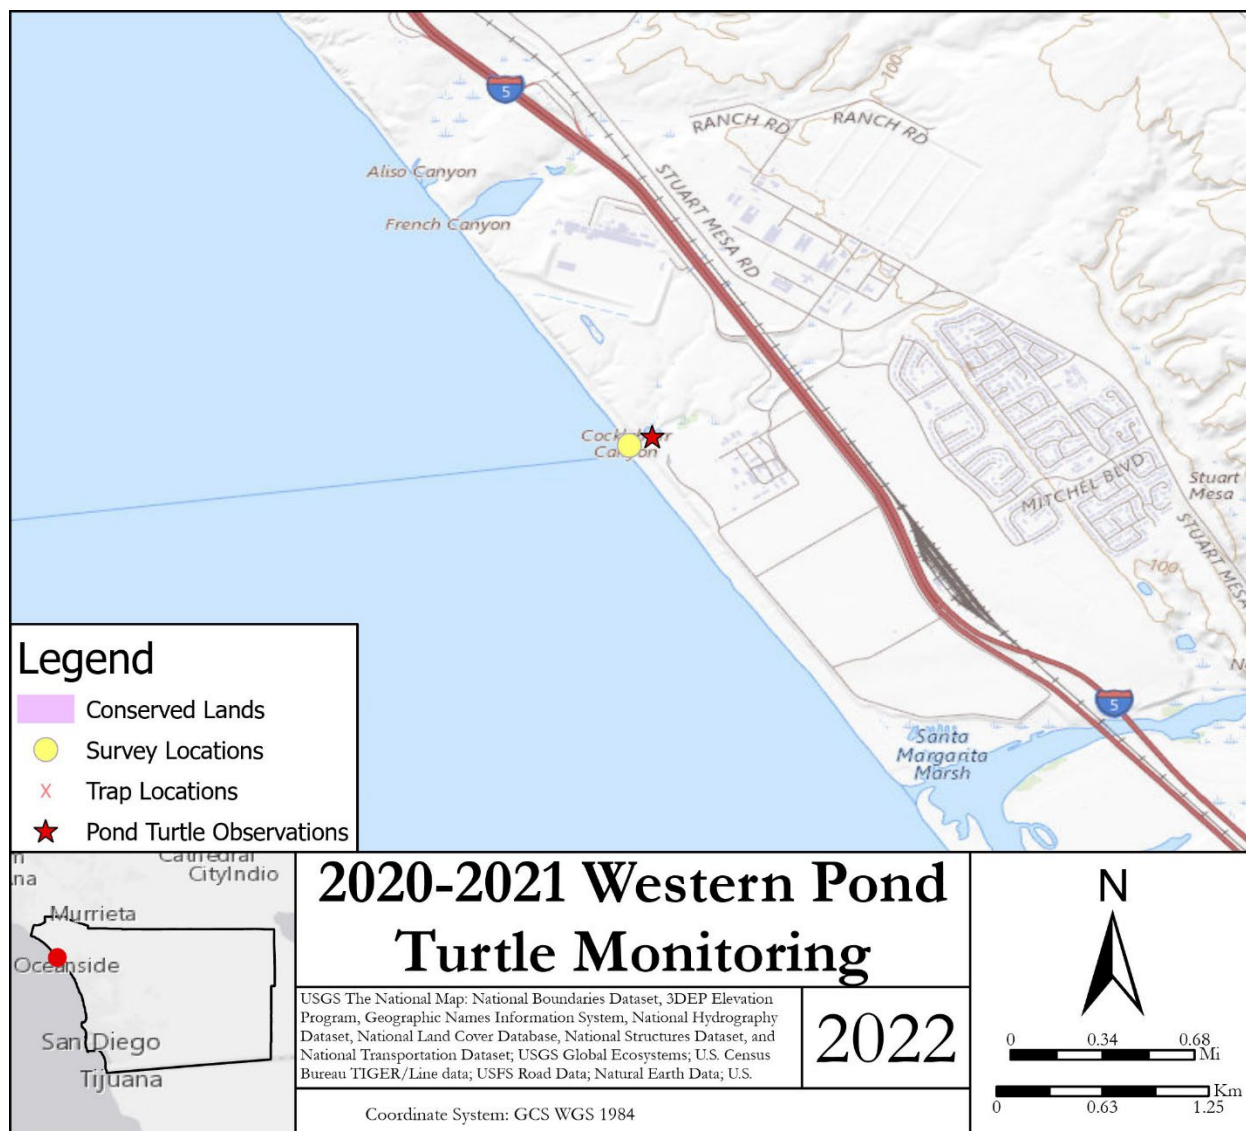 5
100
RANCH RD
RANCH RD
Aliso Canyon
STUART MESA RD
French Canyon
Canyon
MITCHEL BLVD
Stuart
Mesa
STUART MESA
100
5
Santa
Margarita
Marsh
Legend
Conserved Lands
Survey Locations
X Trap Locations
Pond Turtle Observations
Cathedral
CityIndio
na
Murrieta
Oceanside
San Diego
Tijuana
2020-2021 Western Pond
Turtle Monitoring
USGS The National Map: National Boundaries Dataset, 3DEP Elevation
Program, Geographic Names Information System, National Hydrography
Dataset, National Land Cover Database, National Structures Dataset, and
National Transportation Dataset; USGS Global Ecosystems; U.S. Census
Bureau TIGER/Line data; USFS Road Data; Natural Earth Data; U.S.
2022
Coordinate System: GCS WGS 1984
N
0 0.34 0.68
Mi
Km
0 0.63 1.25